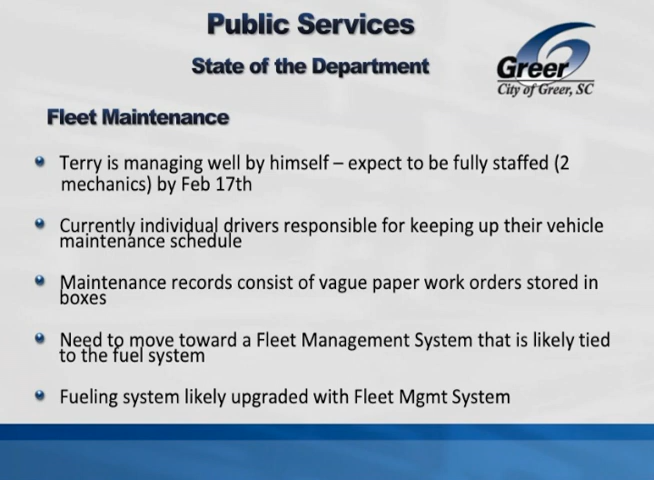 Public Services
State of the Department
Greer
City of Greer, SC
Fleet Maintenance
Terry is managing well by himself – expect to be fully staffed (2
mechanics) by Feb 17th
Currently individual drivers responsible for keeping up their vehicle
maintenance schedule
Maintenance records consist of vague paper work orders stored in
boxes
Need to move toward a Fleet Management System that is likely tied
to the fuel system
Fueling system likely upgraded with Fleet Mgmt System